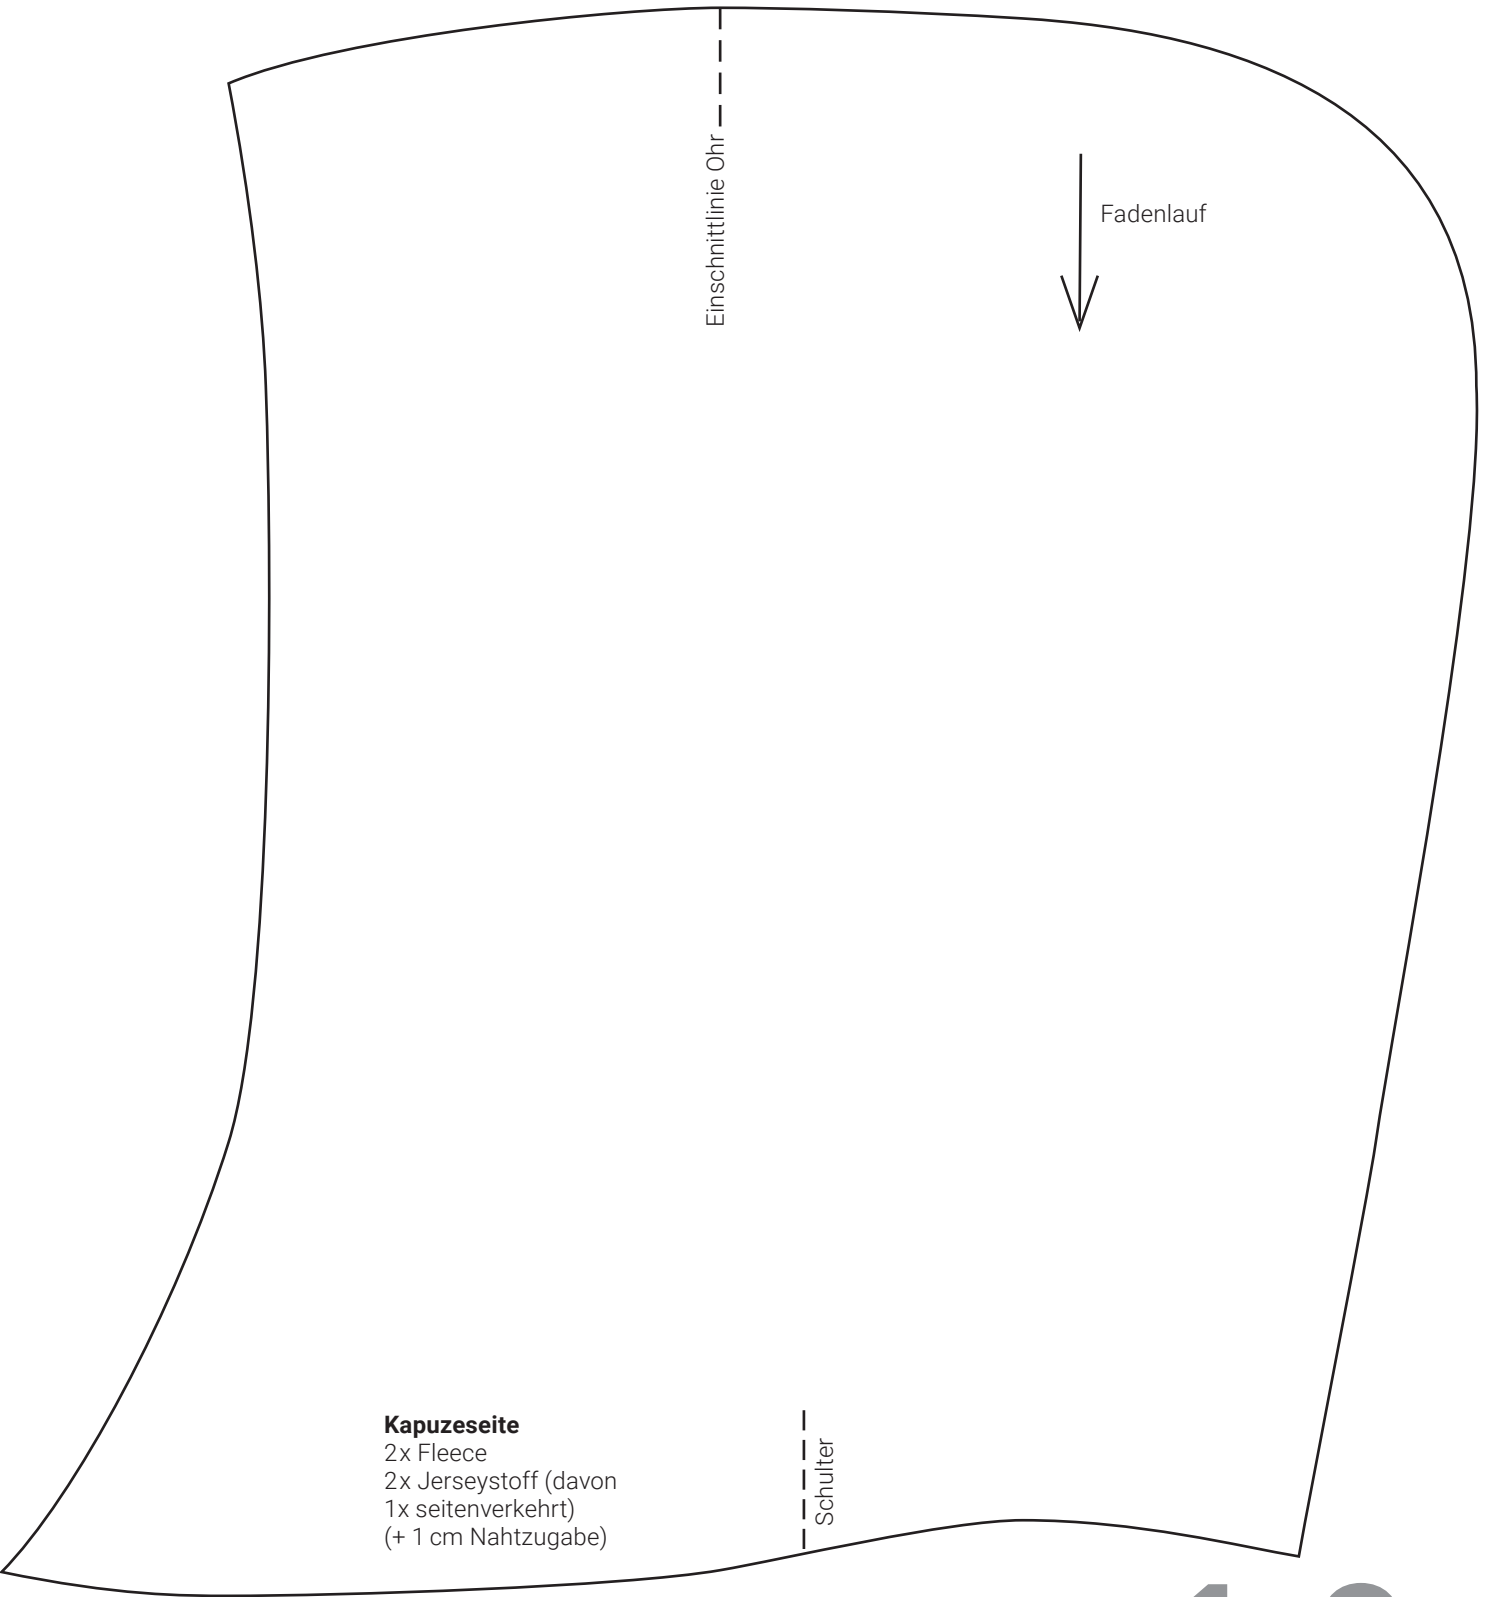 Einschnittlinie Ohr
Fadenlauf
Kapuzeseite
2x Fleece
2x Jerseystoff (davon
1x seitenverkehrt)
(+ 1 cm Nahtzugabe)
Schulter